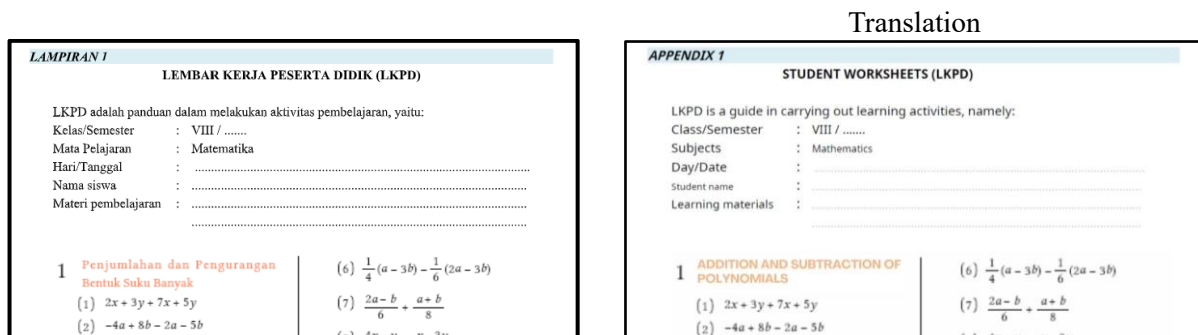 Translation
LAMPIRAN 1
LEMBAR KERJA PESERTA DIDIK (LKPD)
LKPD adalah panduan dalam melakukan aktivitas pembelajaran, yaitu:
Kelas/Semester : VIII / .......
Mata Pelajaran : Matematika
Hari/Tanggal : ..........
Nama siswa : ..........
Materi pembelajaran : ..........
..........
1 Penjumlahan dan Pengurangan
Bentuk Suku Banyak
(1) 2x + 3y + 7x + 5y
(2) −4a + 8b − 2a − 5b
(6) 1/4 (a − 3b) − 1/6 (2a − 3b)
(7) (2a − b)/6 + (a + b)/8
APPENDIX 1
STUDENT WORKSHEETS (LKPD)
LKPD is a guide in carrying out learning activities, namely:
Class/Semester : VIII / .......
Subjects : Mathematics
Day/Date : ..........
Student name : ..........
Learning materials : ..........
..........
1 ADDITION AND SUBTRACTION OF
POLYNOMIALS
(1) 2x + 3y + 7x + 5y
(2) −4a + 8b − 2a − 5b
(6) 1/4 (a − 3b) − 1/6 (2a − 3b)
(7) (2a − b)/6 + (a + b)/8